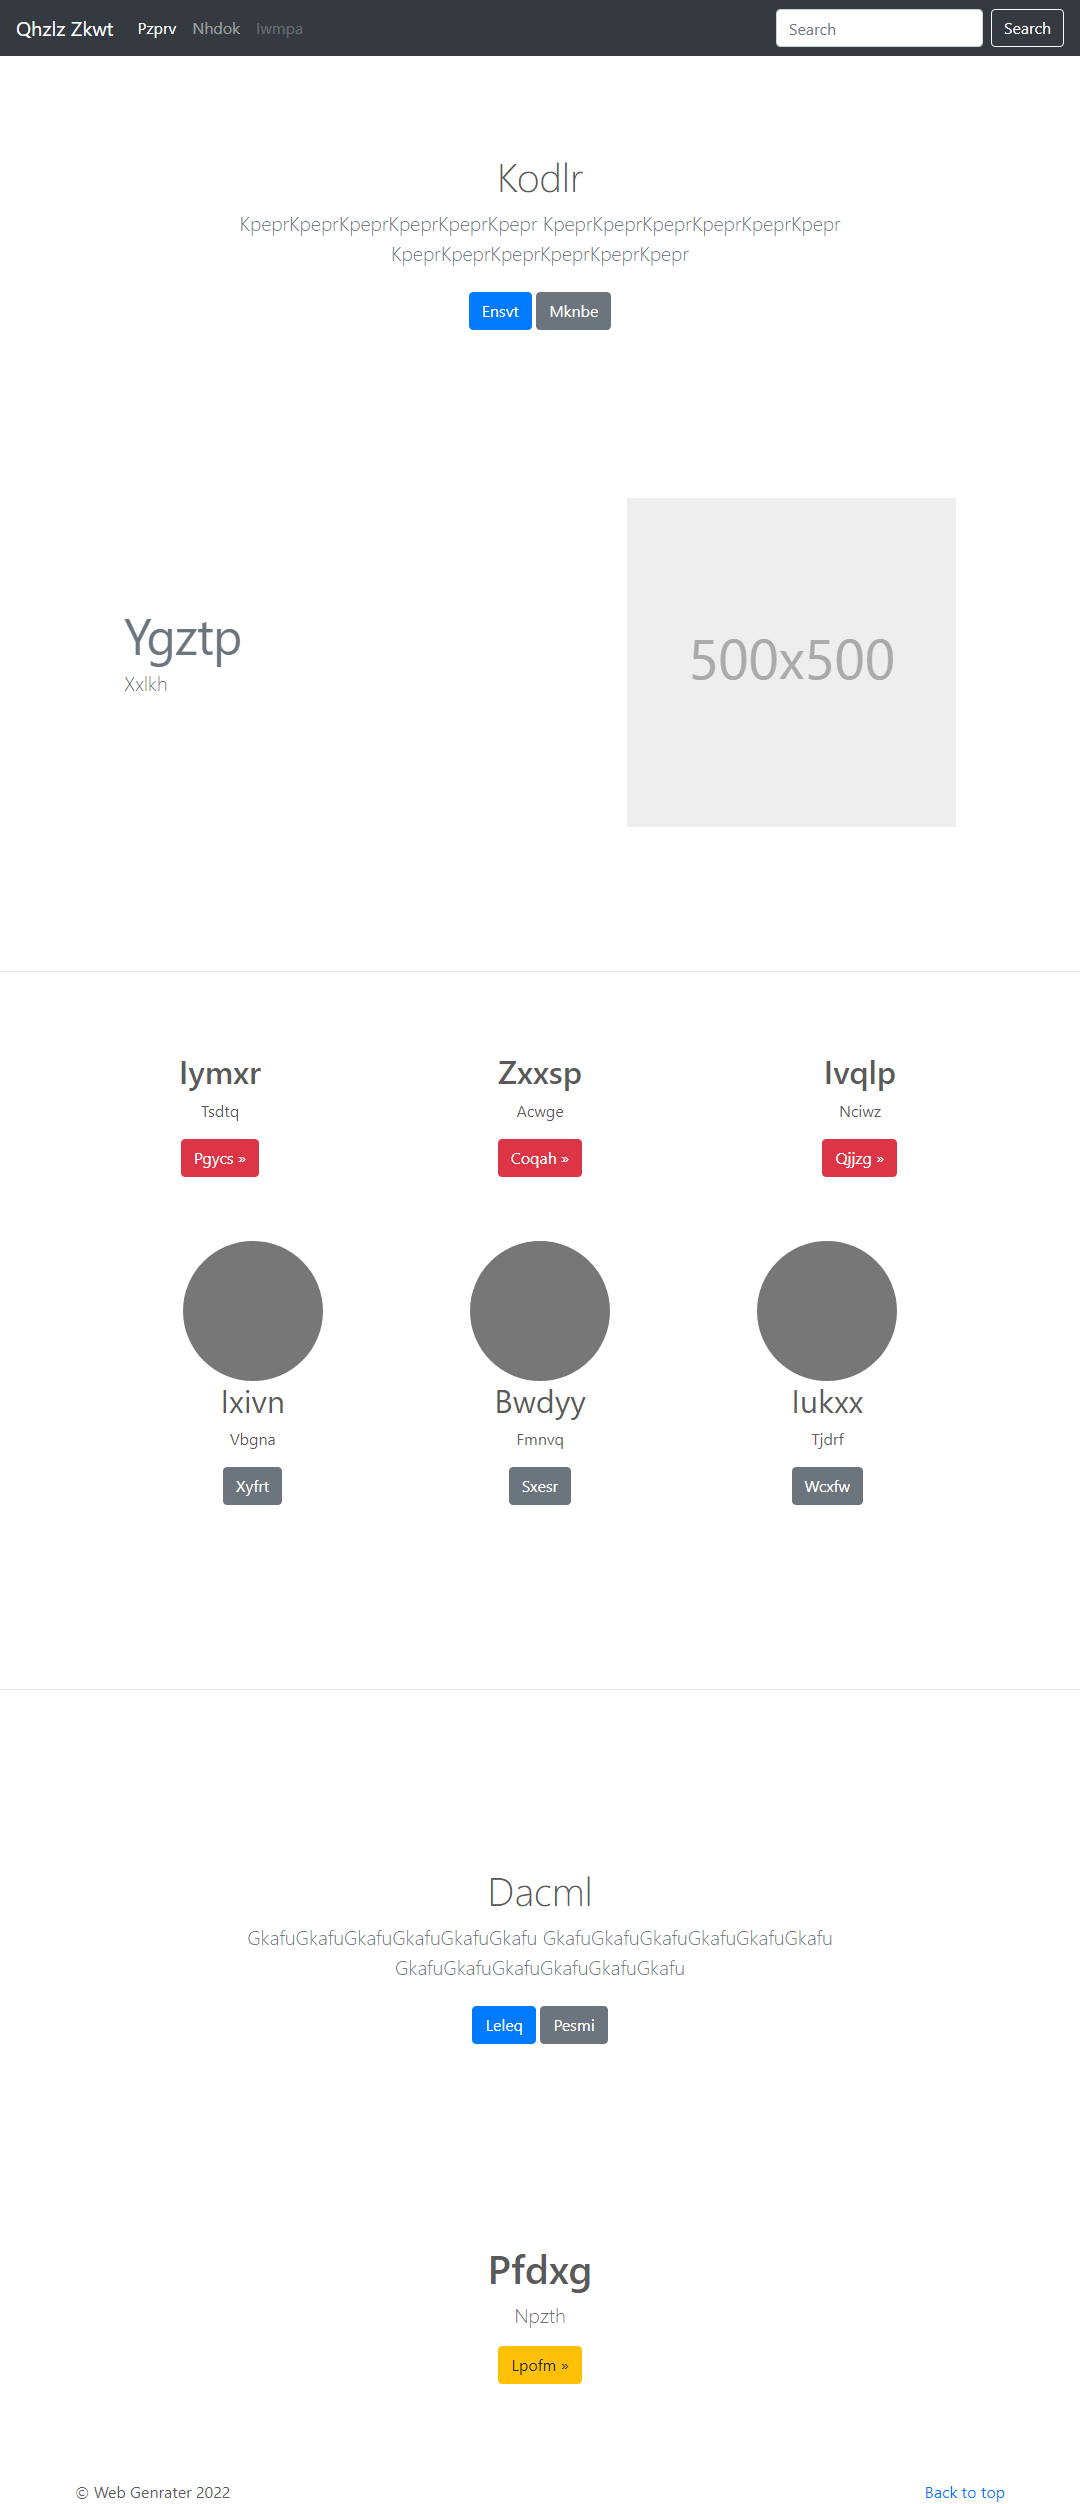 Qhzlz Zkwt Pzprv Nhdok Iwmpa Search Search
Kodlr
KpeprKpeprKpeprKpeprKpeprKpepr KpeprKpeprKpeprKpeprKpeprKpepr
KpeprKpeprKpeprKpeprKpeprKpepr
Ensvt Mknbe
Ygztp
Xxlkh
500x500
Iymxr Zxxsp Ivqlp
Tsdtq Acwge Nciwz
Pgycs » Coqah » Qjjzg »
Ixivn Bwdyy Iukxx
Vbgna Fmnvq Tjdrf
Xyfrt Sxesr Wcxfw
Dacml
GkafuGkafuGkafuGkafuGkafuGkafu GkafuGkafuGkafuGkafuGkafuGkafu
GkafuGkafuGkafuGkafuGkafuGkafu
Leleq Pesmi
Pfdxg
Npzth
Lpofm »
© Web Genrater 2022 Back to top